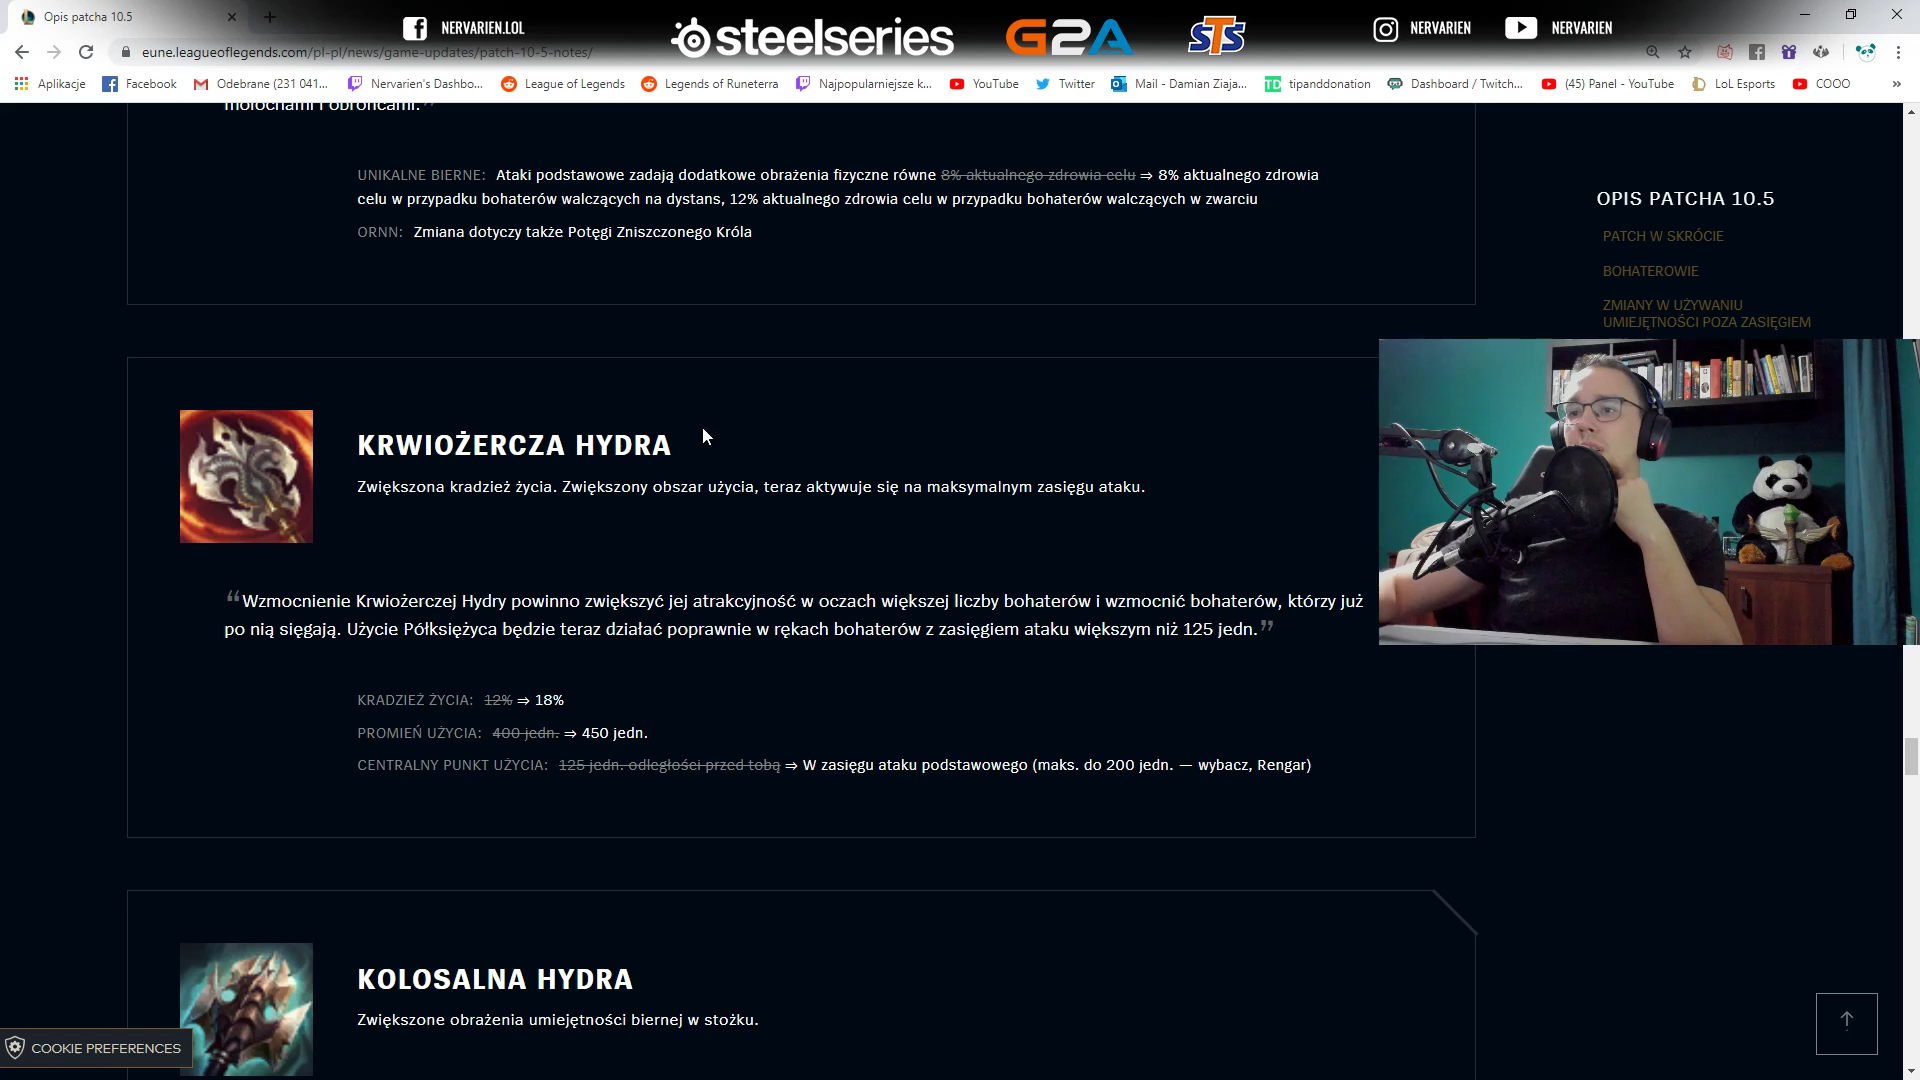 Opis patcha 10.5
NERVARIEN.LOL
steelseries
G2A
STS
NERVARIEN
NERVARIEN
eune.leagueoflegends.com/pl-pl/news/game-updates/patch-10-5-notes/
Aplikacje
Facebook
Odebrane (231 041...
Nervarien's Dashbo...
League of Legends
Legends of Runeterra
Najpopularniejsze k...
YouTube
Twitter
Mail - Damian Ziaja...
TD
tipanddonation
Dashboard / Twitch...
(45) Panel - YouTube
LoL Esports
COOO
»
mołochami i obrońcami.”
UNIKALNE BIERNE: Ataki podstawowe zadają dodatkowe obrażenia fizyczne równe 8% aktualnego zdrowia celu ⇒ 8% aktualnego zdrowia
celu w przypadku bohaterów walczących na dystans, 12% aktualnego zdrowia celu w przypadku bohaterów walczących w zwarciu
ORNN: Zmiana dotyczy także Potęgi Zniszczonego Króla
OPIS PATCHA 10.5
PATCH W SKRÓCIE
BOHATEROWIE
ZMIANY W UŻYWANIU
UMIEJĘTNOŚCI POZA ZASIĘGIEM
KRWIOŻERCZA HYDRA
Zwiększona kradzież życia. Zwiększony obszar użycia, teraz aktywuje się na maksymalnym zasięgu ataku.
“Wzmocnienie Krwiożerczej Hydry powinno zwiększyć jej atrakcyjność w oczach większej liczby bohaterów i wzmocnić bohaterów, którzy już
po nią sięgają. Użycie Półksiężyca będzie teraz działać poprawnie w rękach bohaterów z zasięgiem ataku większym niż 125 jedn.”
KRADZIEŻ ŻYCIA: 12% ⇒ 18%
PROMIEŃ UŻYCIA: 400 jedn. ⇒ 450 jedn.
CENTRALNY PUNKT UŻYCIA: 125 jedn. odległości przed tobą ⇒ W zasięgu ataku podstawowego (maks. do 200 jedn. — wybacz, Rengar)
KOLOSALNA HYDRA
Zwiększone obrażenia umiejętności biernej w stożku.
COOKIE PREFERENCES